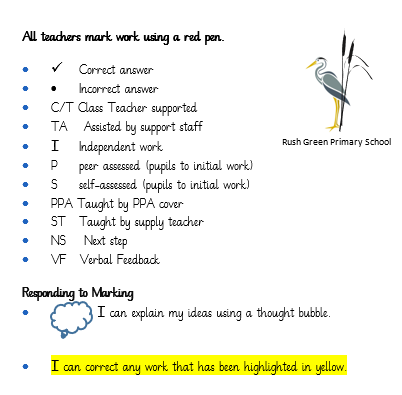 All teachers mark work using a red pen.
• ✓ Correct answer
• • Incorrect answer
• C/T Class Teacher supported
• TA Assisted by support staff
• I Independent work
• P peer assessed (pupils to initial work)
• S self-assessed (pupils to initial work)
• PPA Taught by PPA cover
• ST Taught by supply teacher
• NS Next step
• VF Verbal Feedback
Rush Green Primary School
Responding to Marking
• I can explain my ideas using a thought bubble.
• I can correct any work that has been highlighted in yellow.